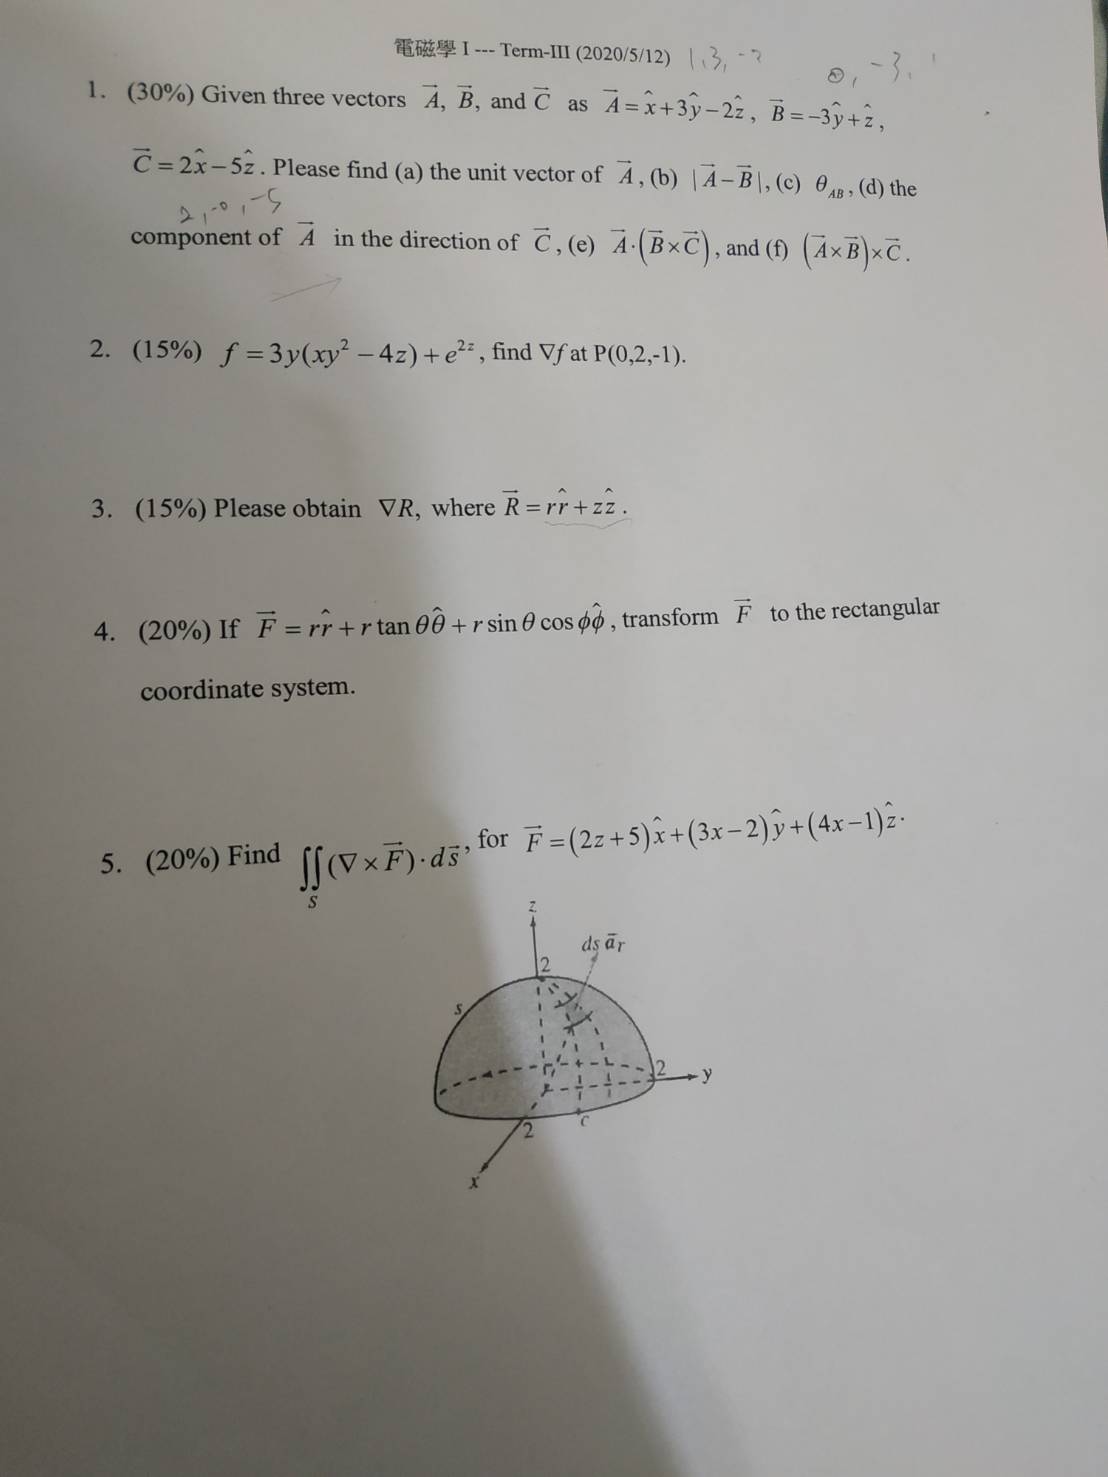 電磁學 I --- Term-III (2020/5/12) 1,3,-2
0,-3,1
1. (30%) Given three vectors $\vec{A}$, $\vec{B}$, and $\vec{C}$ as $\vec{A}=\hat{x}+3\hat{y}-2\hat{z}$, $\vec{B}=-3\hat{y}+\hat{z}$,
$\vec{C}=2\hat{x}-5\hat{z}$. Please find (a) the unit vector of $\vec{A}$, (b) $|\vec{A}-\vec{B}|$, (c) $\theta_{AB}$, (d) the
2,-0,-5
component of $\vec{A}$ in the direction of $\vec{C}$, (e) $\vec{A}\cdot(\vec{B}\times\vec{C})$, and (f) $(\vec{A}\times\vec{B})\times\vec{C}$.
2. (15%) $f=3y(xy^2-4z)+e^{2z}$, find $\nabla f$ at P(0,2,-1).
3. (15%) Please obtain $\nabla R$, where $\vec{R}=r\hat{r}+z\hat{z}$.
4. (20%) If $\vec{F}=r\hat{r}+r\tan\theta\hat{\theta}+r\sin\theta\cos\phi\hat{\phi}$, transform $\vec{F}$ to the rectangular
coordinate system.
5. (20%) Find $\iint_S(\nabla\times\vec{F})\cdot d\vec{s}$, for $\vec{F}=(2z+5)\hat{x}+(3x-2)\hat{y}+(4x-1)\hat{z}$.
z
ds $\bar{a}_r$
2
s
2
y
2
c
x